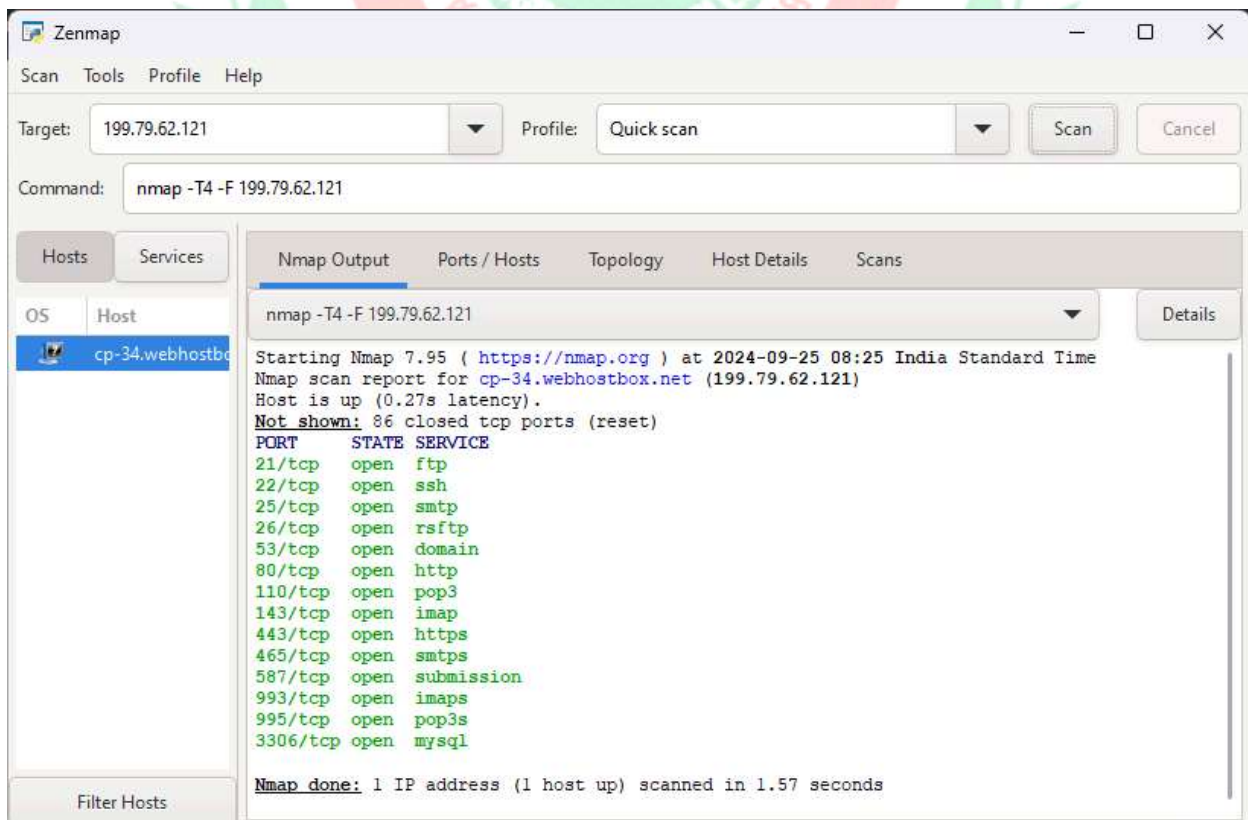 Zenmap
Scan Tools Profile Help
Target: 199.79.62.121 Profile: Quick scan Scan Cancel
Command: nmap -T4 -F 199.79.62.121
Hosts Services Nmap Output Ports / Hosts Topology Host Details Scans
OS Host nmap -T4 -F 199.79.62.121 Details
cp-34.webhostbo
Starting Nmap 7.95 ( https://nmap.org ) at 2024-09-25 08:25 India Standard Time
Nmap scan report for cp-34.webhostbox.net (199.79.62.121)
Host is up (0.27s latency).
Not shown: 86 closed tcp ports (reset)
PORT STATE SERVICE
21/tcp open ftp
22/tcp open ssh
25/tcp open smtp
26/tcp open rsftp
53/tcp open domain
80/tcp open http
110/tcp open pop3
143/tcp open imap
443/tcp open https
465/tcp open smtps
587/tcp open submission
993/tcp open imaps
995/tcp open pop3s
3306/tcp open mysql
Nmap done: 1 IP address (1 host up) scanned in 1.57 seconds
Filter Hosts